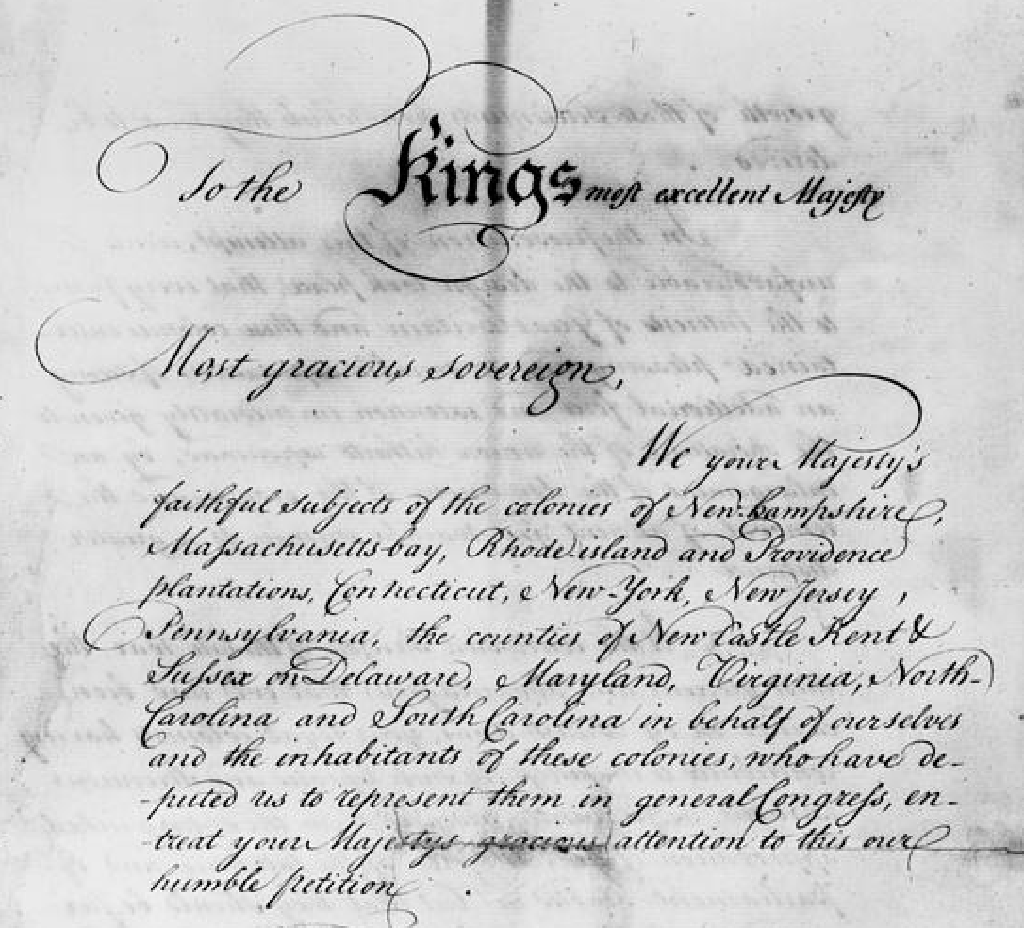 To the Kings most excellent Majesty
Most gracious sovereign,
We your Majesty's
faithful subjects of the colonies of New-hampshire,
Massachusetts-bay, Rhode island and Providence
plantations, Connecticut, New-York, New Jersey,
Pennsylvania, the counties of New Castle Kent &
Sussex on Delaware, Maryland, Virginia, North-
Carolina and South Carolina in behalf of ourselves
and the inhabitants of these colonies, who have de-
-puted us to represent them in general Congress, en-
-treat your Majestys gracious attention to this our
humble petition.